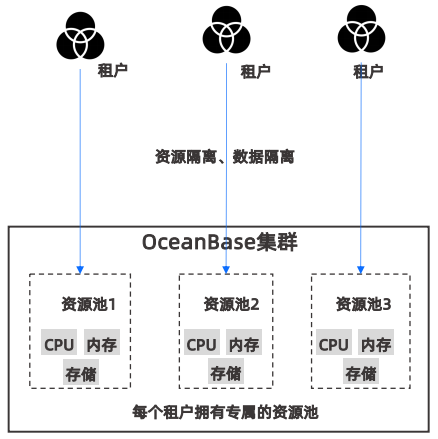 租户
租户
租户
资源隔离、数据隔离
OceanBase集群
资源池1
资源池2
资源池3
CPU 内存
CPU 内存
CPU 内存
存储
存储
存储
每个租户拥有专属的资源池